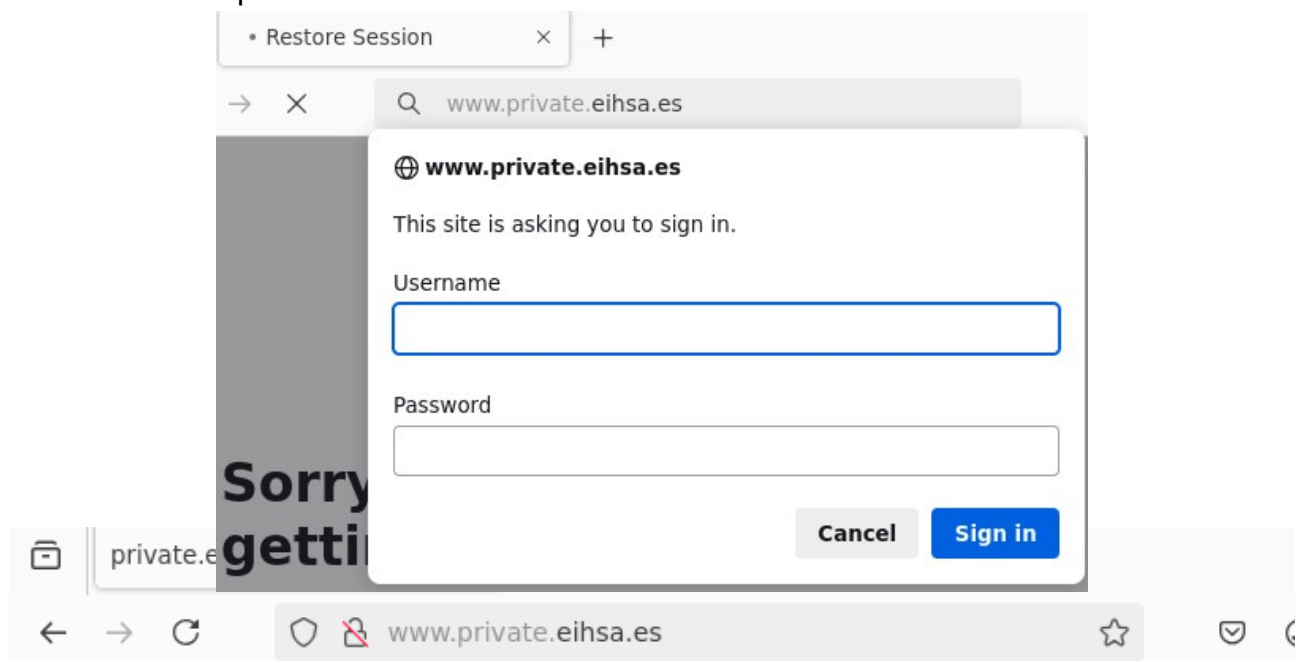 Restore Session
www.private.eihsa.es
www.private.eihsa.es
This site is asking you to sign in.
Username
Password
Sorry
getti
Cancel Sign in
private.e
www.private.eihsa.es